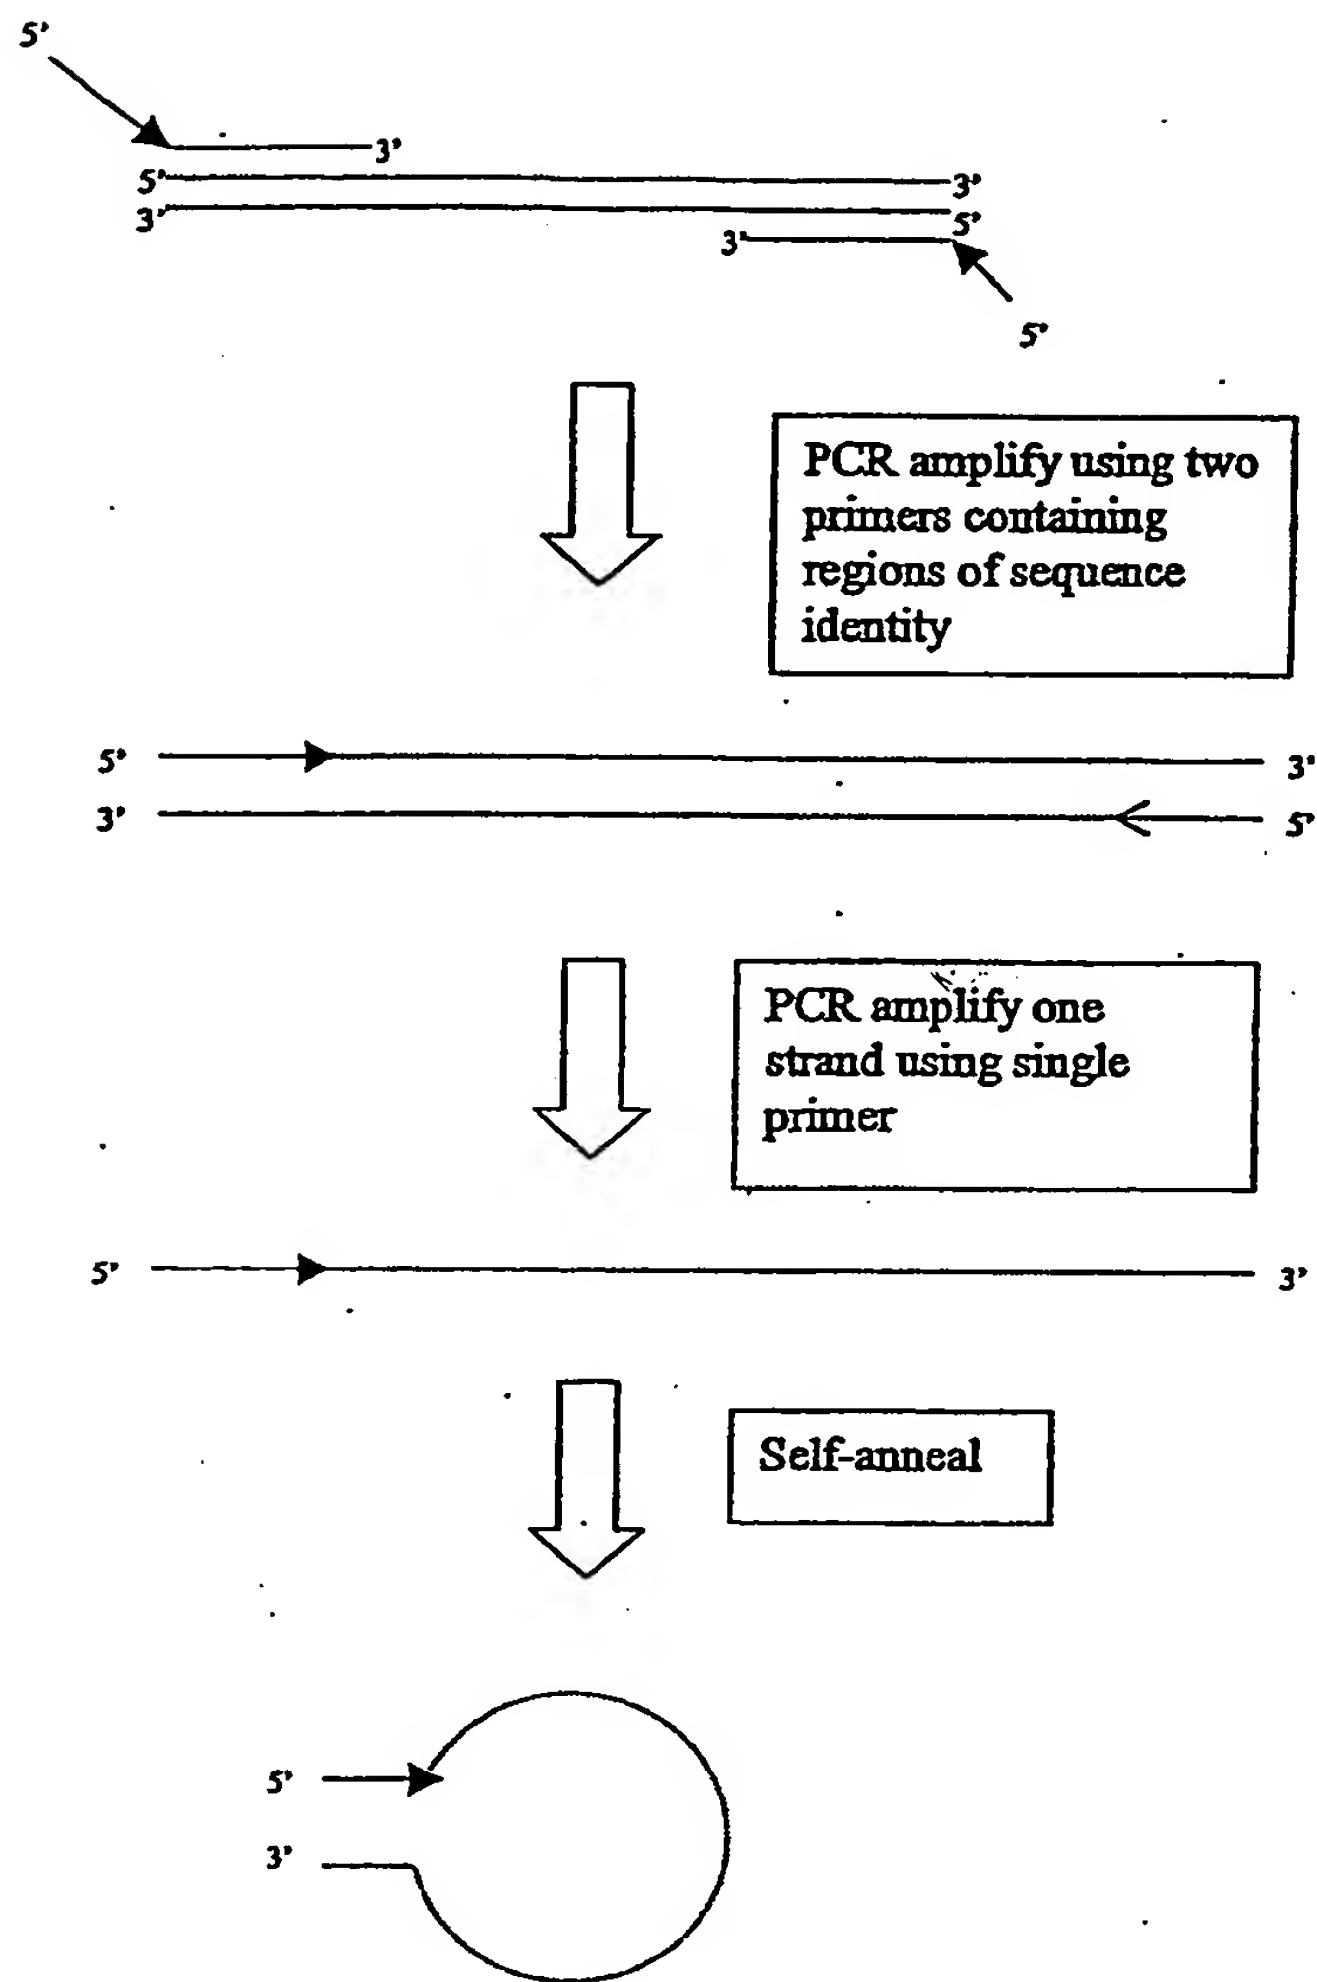 5'
3'
5' 3'
3' 5'
3'
5'
PCR amplify using two
primers containing
regions of sequence
identity
5' 3'
3' 5'
PCR amplify one
strand using single
primer
5' 3'
Self-anneal
5'
3'